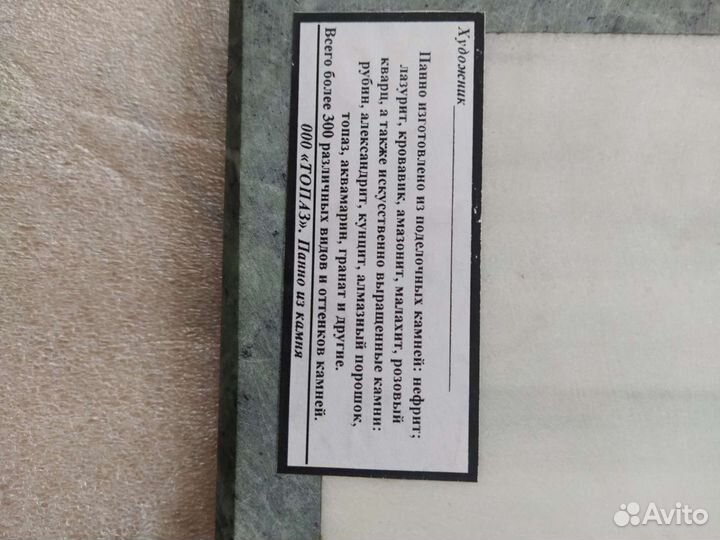 Художник
Панно изготовлено из поделочных камней: нефрит;
лазурит, кровавик, амазонит, малахит, розовый
кварц, а также искусственно выращенные камни:
рубин, александрит, кунцит, алмазный порошок,
топаз, аквамарин, гранат и другие.
Всего более 300 различных видов и оттенков камней.
ООО «ТОПАЗ». Панно из камня
Avito